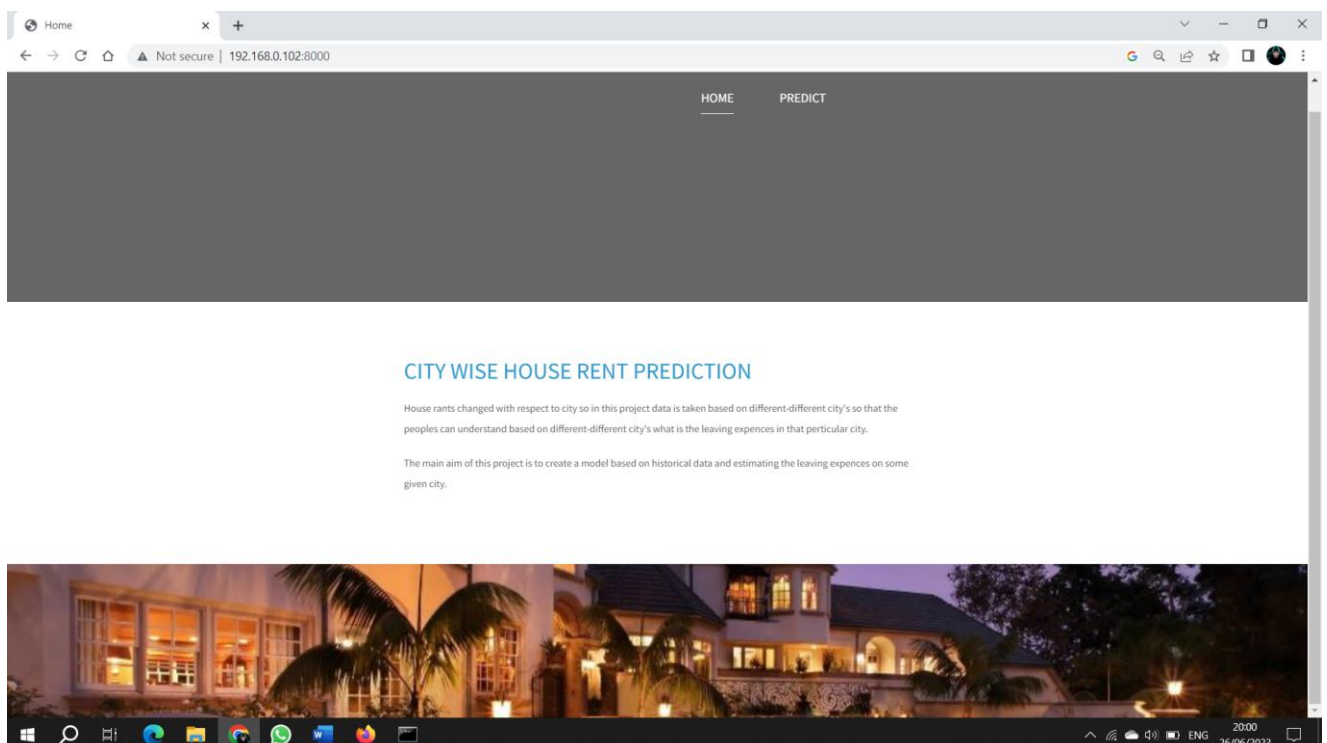 Home
Not secure | 192.168.0.102:8000
HOME PREDICT
CITY WISE HOUSE RENT PREDICTION
House rants changed with respect to city so in this project data is taken based on different-different city's so that the
peoples can understand based on different-different city's what is the leaving expences in that perticular city.
The main aim of this project is to create a model based on historical data and estimating the leaving expences on some
given city.
ENG
20:00
26/06/2023